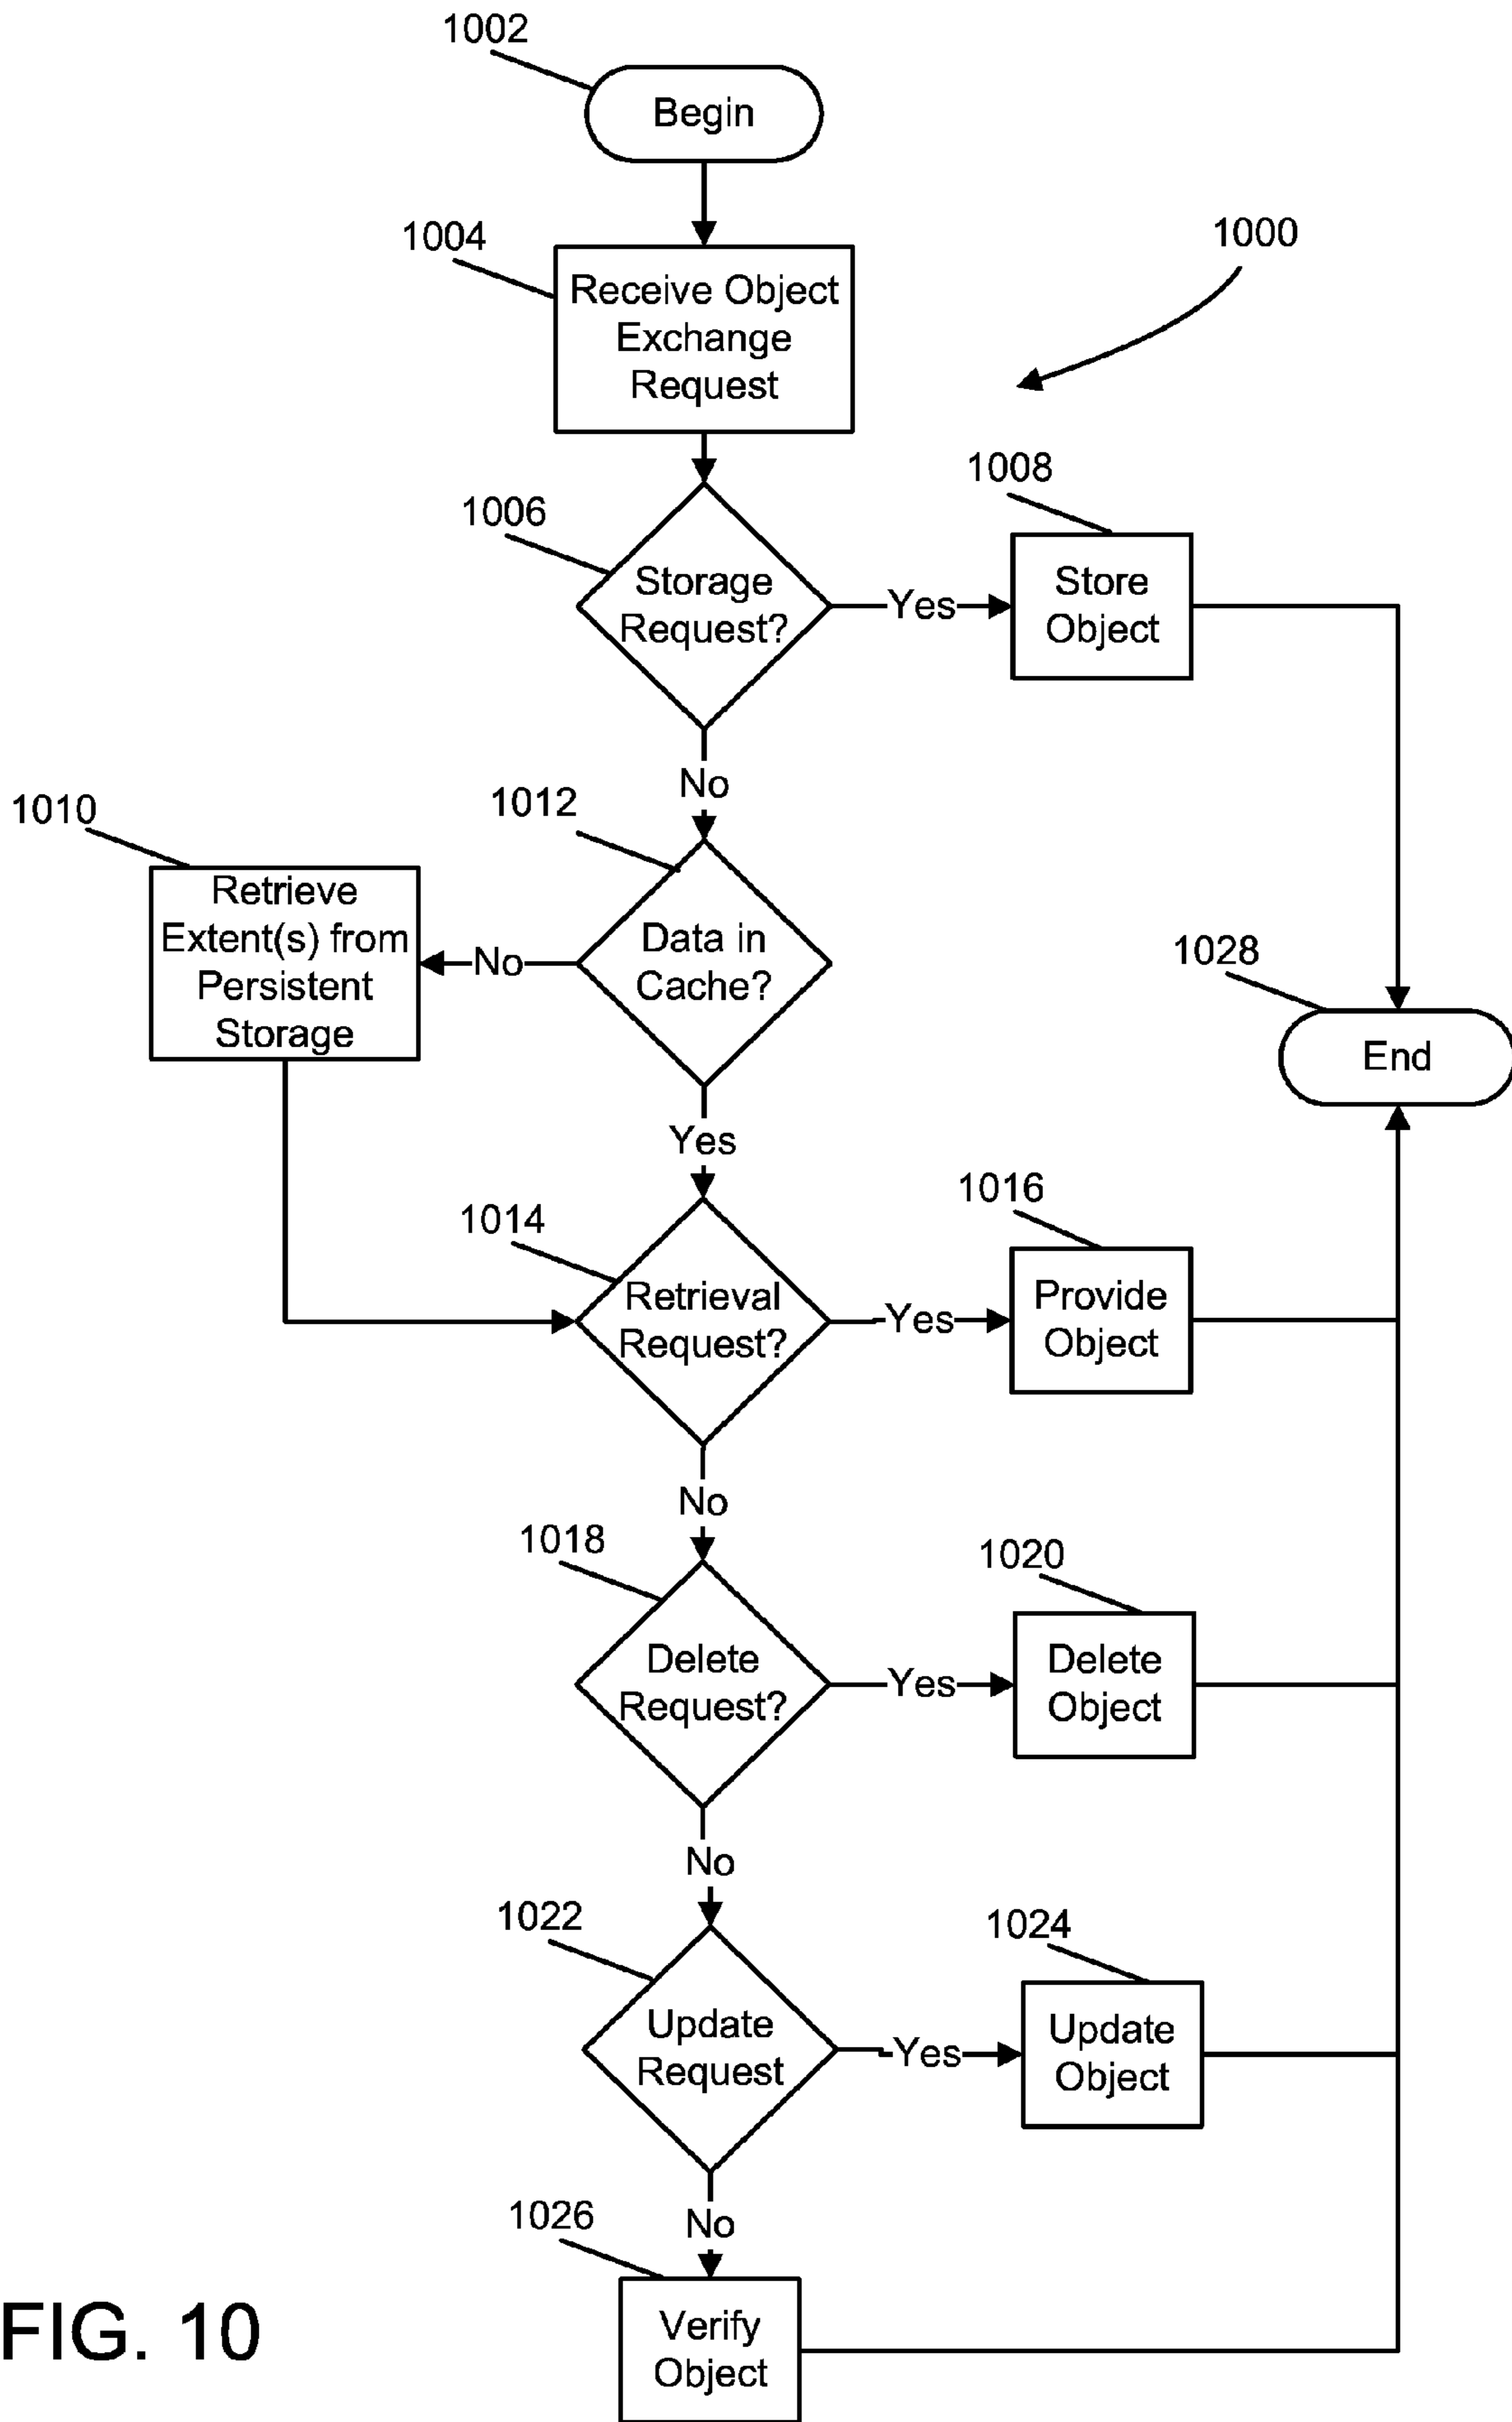 1002
Begin
1004
Receive Object
Exchange
Request
1000
1006
Storage
Request?
Yes
1008
Store
Object
No
1010
Retrieve
Extent(s) from
Persistent
Storage
No
1012
Data in
Cache?
1028
End
Yes
1014
Retrieval
Request?
Yes
1016
Provide
Object
No
1018
Delete
Request?
Yes
1020
Delete
Object
No
1022
Update
Request
Yes
1024
Update
Object
No
1026
Verify
Object
FIG. 10